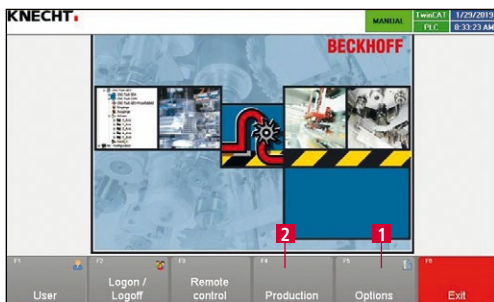 KNECHT.
MANUAL
TwinCAT
PLC
1/29/2019
8:33:23 AM
BECKHOFF
2
1
F1
User
F2
Logon /
Logoff
F3
Remote
control
F4
Production
F5
Options
F6
Exit